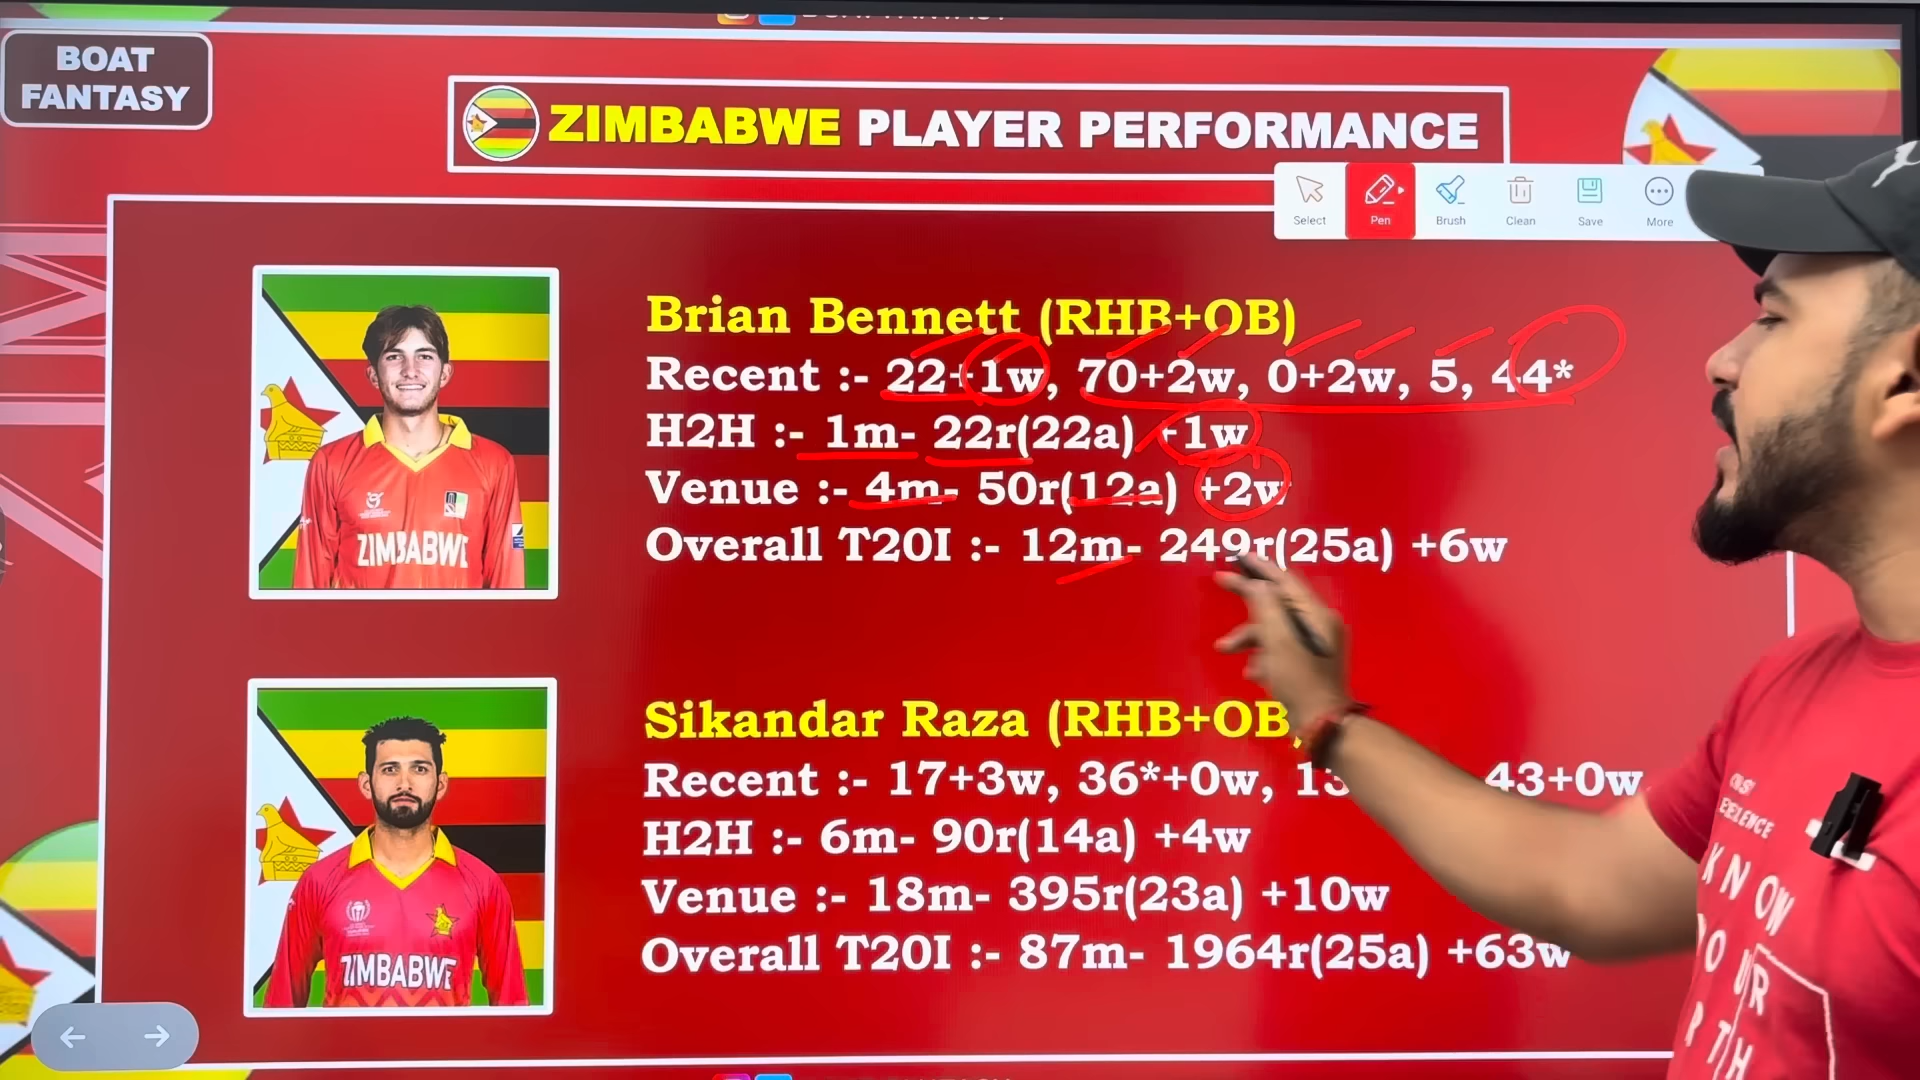 BOAT
FANTASY
ZIMBABWE PLAYER PERFORMANCE
Select Pen Brush Clean Save More
Brian Bennett (RHB+OB)
Recent :- 22+1w, 70+2w, 0+2w, 5, 44*
H2H :- 1m- 22r(22a) +1w
Venue :- 4m- 50r(12a) +2w
Overall T20I :- 12m- 249r(25a) +6w
ZIMBABWE
Sikandar Raza (RHB+OB)
Recent :- 17+3w, 36*+0w, 13 43+0w
H2H :- 6m- 90r(14a) +4w
Venue :- 18m- 395r(23a) +10w
Overall T20I :- 87m- 1964r(25a) +63w
ZIMBABWE
KNOW